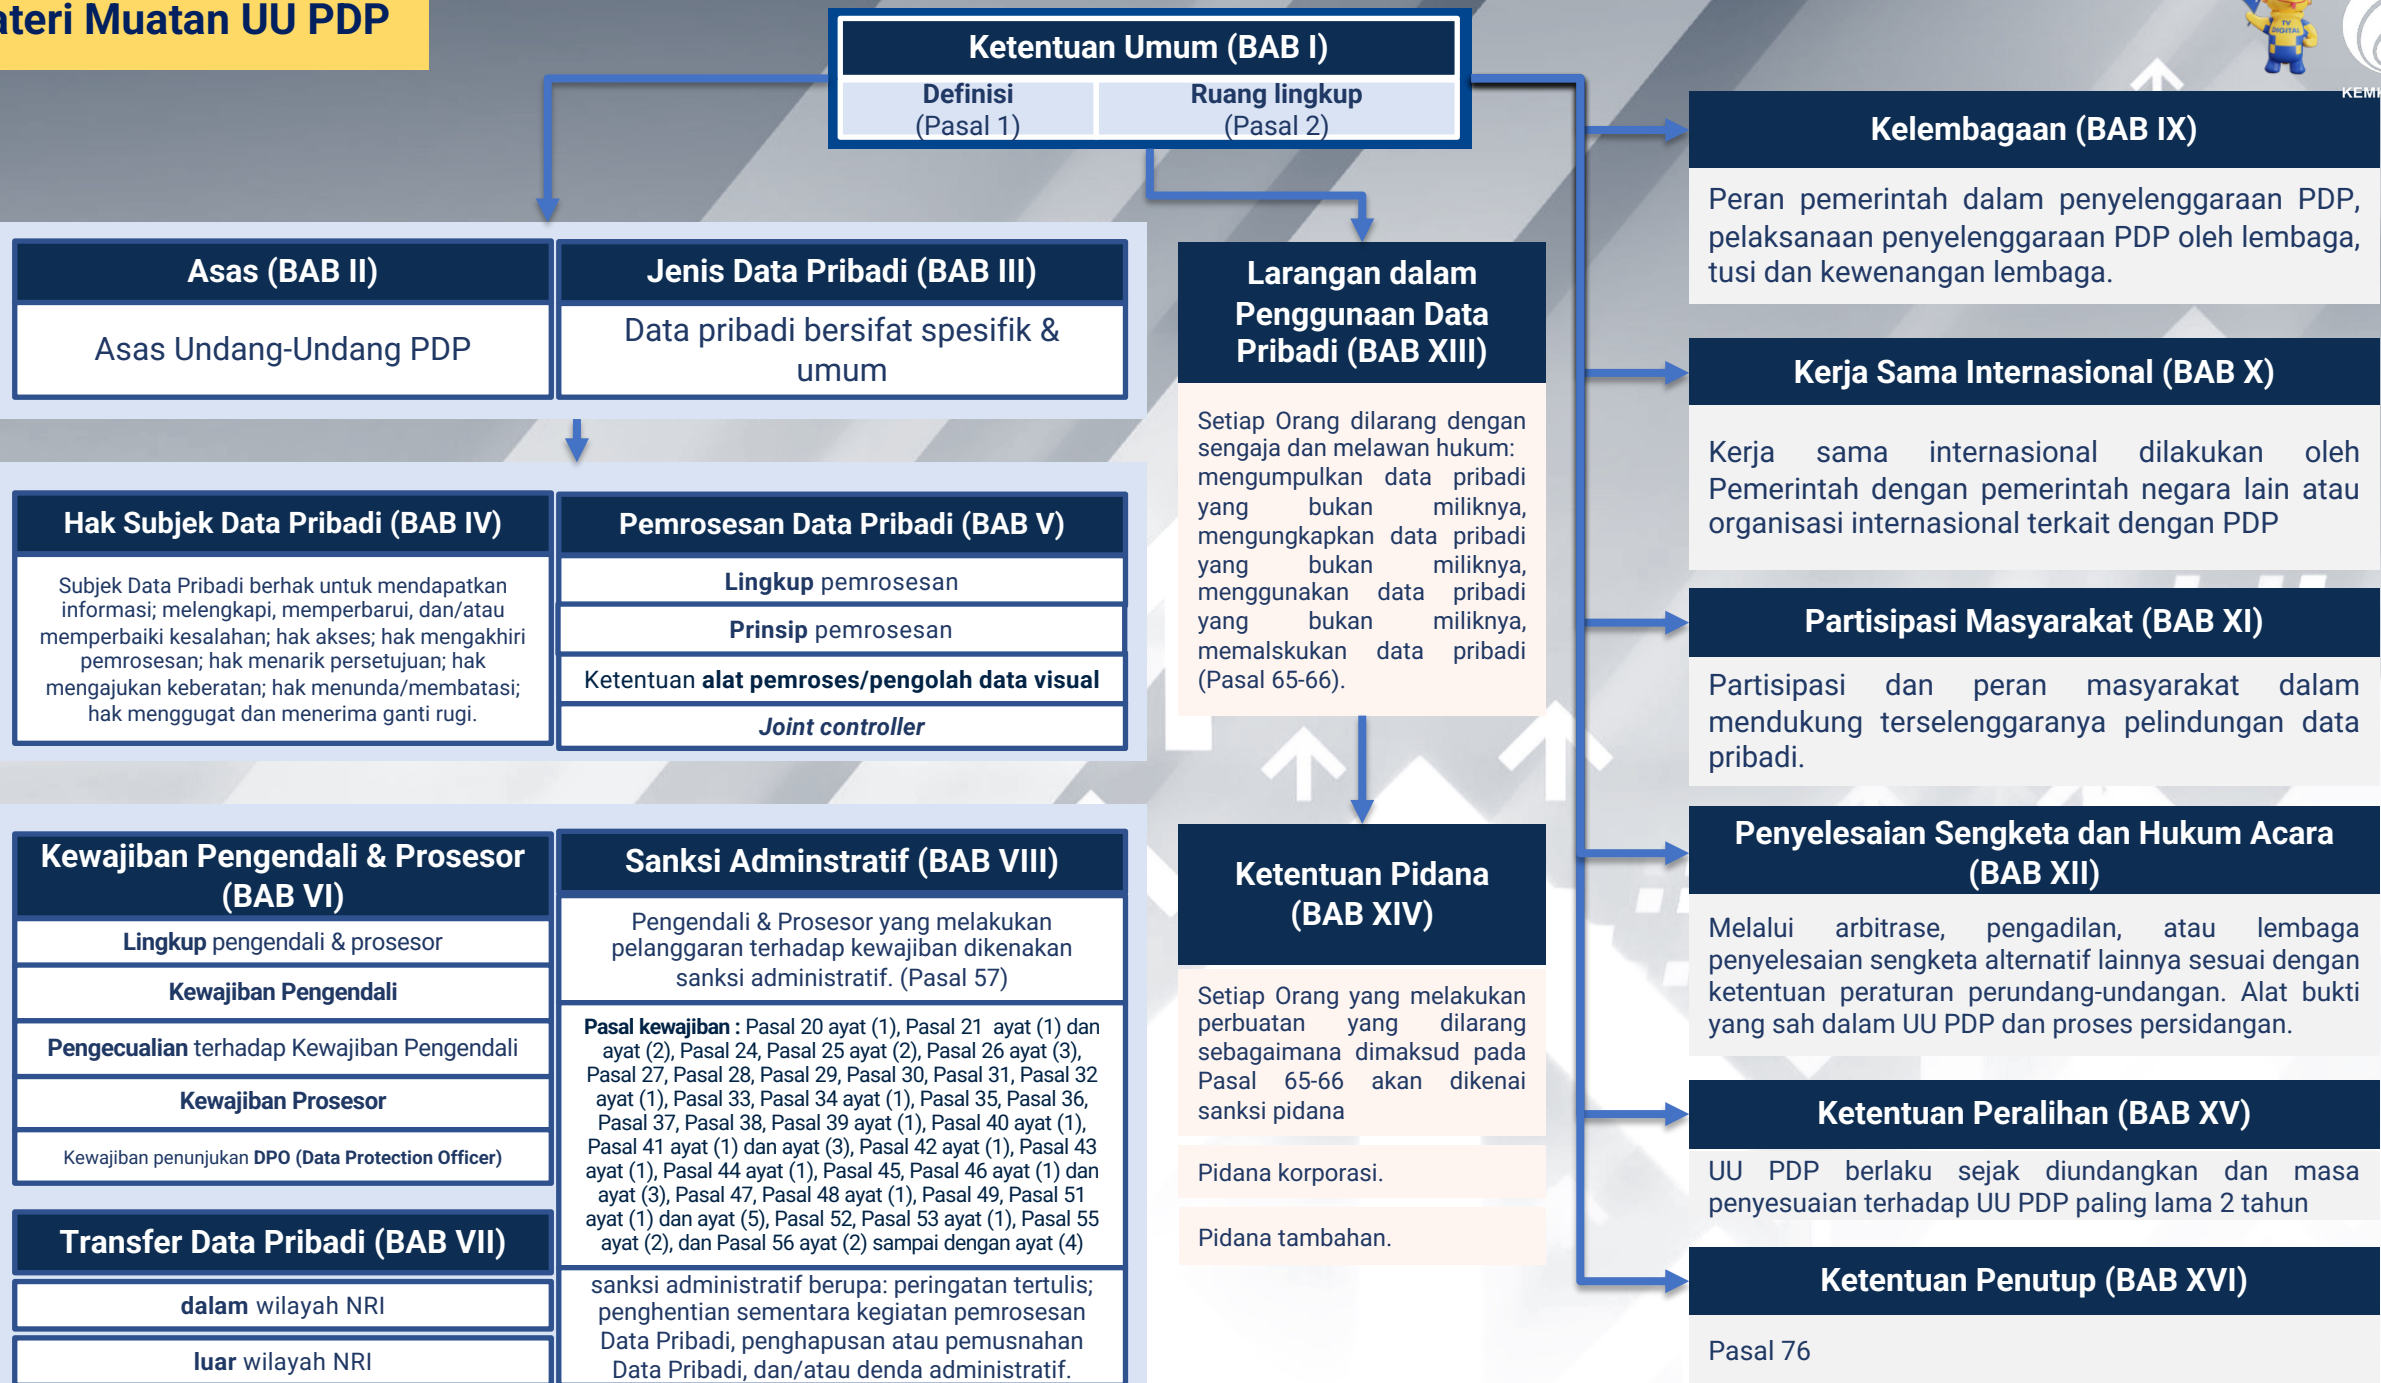 ateri Muatan UU PDP
Ketentuan Umum (BAB I)
Definisi
(Pasal 1)
Ruang lingkup
(Pasal 2)
TV
DIGITAL
Asas (BAB II)
Asas Undang-Undang PDP
Jenis Data Pribadi (BAB III)
Data pribadi bersifat spesifik &
umum
Hak Subjek Data Pribadi (BAB IV)
Subjek Data Pribadi berhak untuk mendapatkan
informasi; melengkapi, memperbarui, dan/atau
memperbaiki kesalahan; hak akses; hak mengakhiri
pemrosesan; hak menarik persetujuan; hak
mengajukan keberatan; hak menunda/membatasi;
hak menggugat dan menerima ganti rugi.
Pemrosesan Data Pribadi (BAB V)
Lingkup pemrosesan
Prinsip pemrosesan
Ketentuan alat pemroses/pengolah data visual
Joint controller
Kewajiban Pengendali & Prosesor
(BAB VI)
Lingkup pengendali & prosesor
Kewajiban Pengendali
Pengecualian terhadap Kewajiban Pengendali
Kewajiban Prosesor
Kewajiban penunjukan DPO (Data Protection Officer)
Transfer Data Pribadi (BAB VII)
dalam wilayah NRI
luar wilayah NRI
Sanksi Adminstratif (BAB VIII)
Pengendali & Prosesor yang melakukan
pelanggaran terhadap kewajiban dikenakan
sanksi administratif. (Pasal 57)
Pasal kewajiban : Pasal 20 ayat (1), Pasal 21 ayat (1) dan
ayat (2), Pasal 24, Pasal 25 ayat (2), Pasal 26 ayat (3),
Pasal 27, Pasal 28, Pasal 29, Pasal 30, Pasal 31, Pasal 32
ayat (1), Pasal 33, Pasal 34 ayat (1), Pasal 35, Pasal 36,
Pasal 37, Pasal 38, Pasal 39 ayat (1), Pasal 40 ayat (1),
Pasal 41 ayat (1) dan ayat (3), Pasal 42 ayat (1), Pasal 43
ayat (1), Pasal 44 ayat (1), Pasal 45, Pasal 46 ayat (1) dan
ayat (3), Pasal 47, Pasal 48 ayat (1), Pasal 49, Pasal 51
ayat (1) dan ayat (5), Pasal 52, Pasal 53 ayat (1), Pasal 55
ayat (2), dan Pasal 56 ayat (2) sampai dengan ayat (4)
sanksi administratif berupa: peringatan tertulis;
penghentian sementara kegiatan pemrosesan
Data Pribadi, penghapusan atau pemusnahan
Data Pribadi, dan/atau denda administratif.
Larangan dalam
Penggunaan Data
Pribadi (BAB XIII)
Setiap Orang dilarang dengan
sengaja dan melawan hukum:
mengumpulkan data pribadi
yang bukan miliknya,
mengungkapkan data pribadi
yang bukan miliknya,
menggunakan data pribadi
yang bukan miliknya,
memalskukan data pribadi
(Pasal 65-66).
Ketentuan Pidana
(BAB XIV)
Setiap Orang yang melakukan
perbuatan yang dilarang
sebagaimana dimaksud pada
Pasal 65-66 akan dikenai
sanksi pidana
Pidana korporasi.
Pidana tambahan.
KEM
Kelembagaan (BAB IX)
Peran pemerintah dalam penyelenggaraan PDP,
pelaksanaan penyelenggaraan PDP oleh lembaga,
tusi dan kewenangan lembaga.
Kerja Sama Internasional (BAB X)
Kerja sama internasional dilakukan oleh
Pemerintah dengan pemerintah negara lain atau
organisasi internasional terkait dengan PDP
Partisipasi Masyarakat (BAB XI)
Partisipasi dan peran masyarakat dalam
mendukung terselenggaranya pelindungan data
pribadi.
Penyelesaian Sengketa dan Hukum Acara
(BAB XII)
Melalui arbitrase, pengadilan, atau lembaga
penyelesaian sengketa alternatif lainnya sesuai dengan
ketentuan peraturan perundang-undangan. Alat bukti
yang sah dalam UU PDP dan proses persidangan.
Ketentuan Peralihan (BAB XV)
UU PDP berlaku sejak diundangkan dan masa
penyesuaian terhadap UU PDP paling lama 2 tahun
Ketentuan Penutup (BAB XVI)
Pasal 76